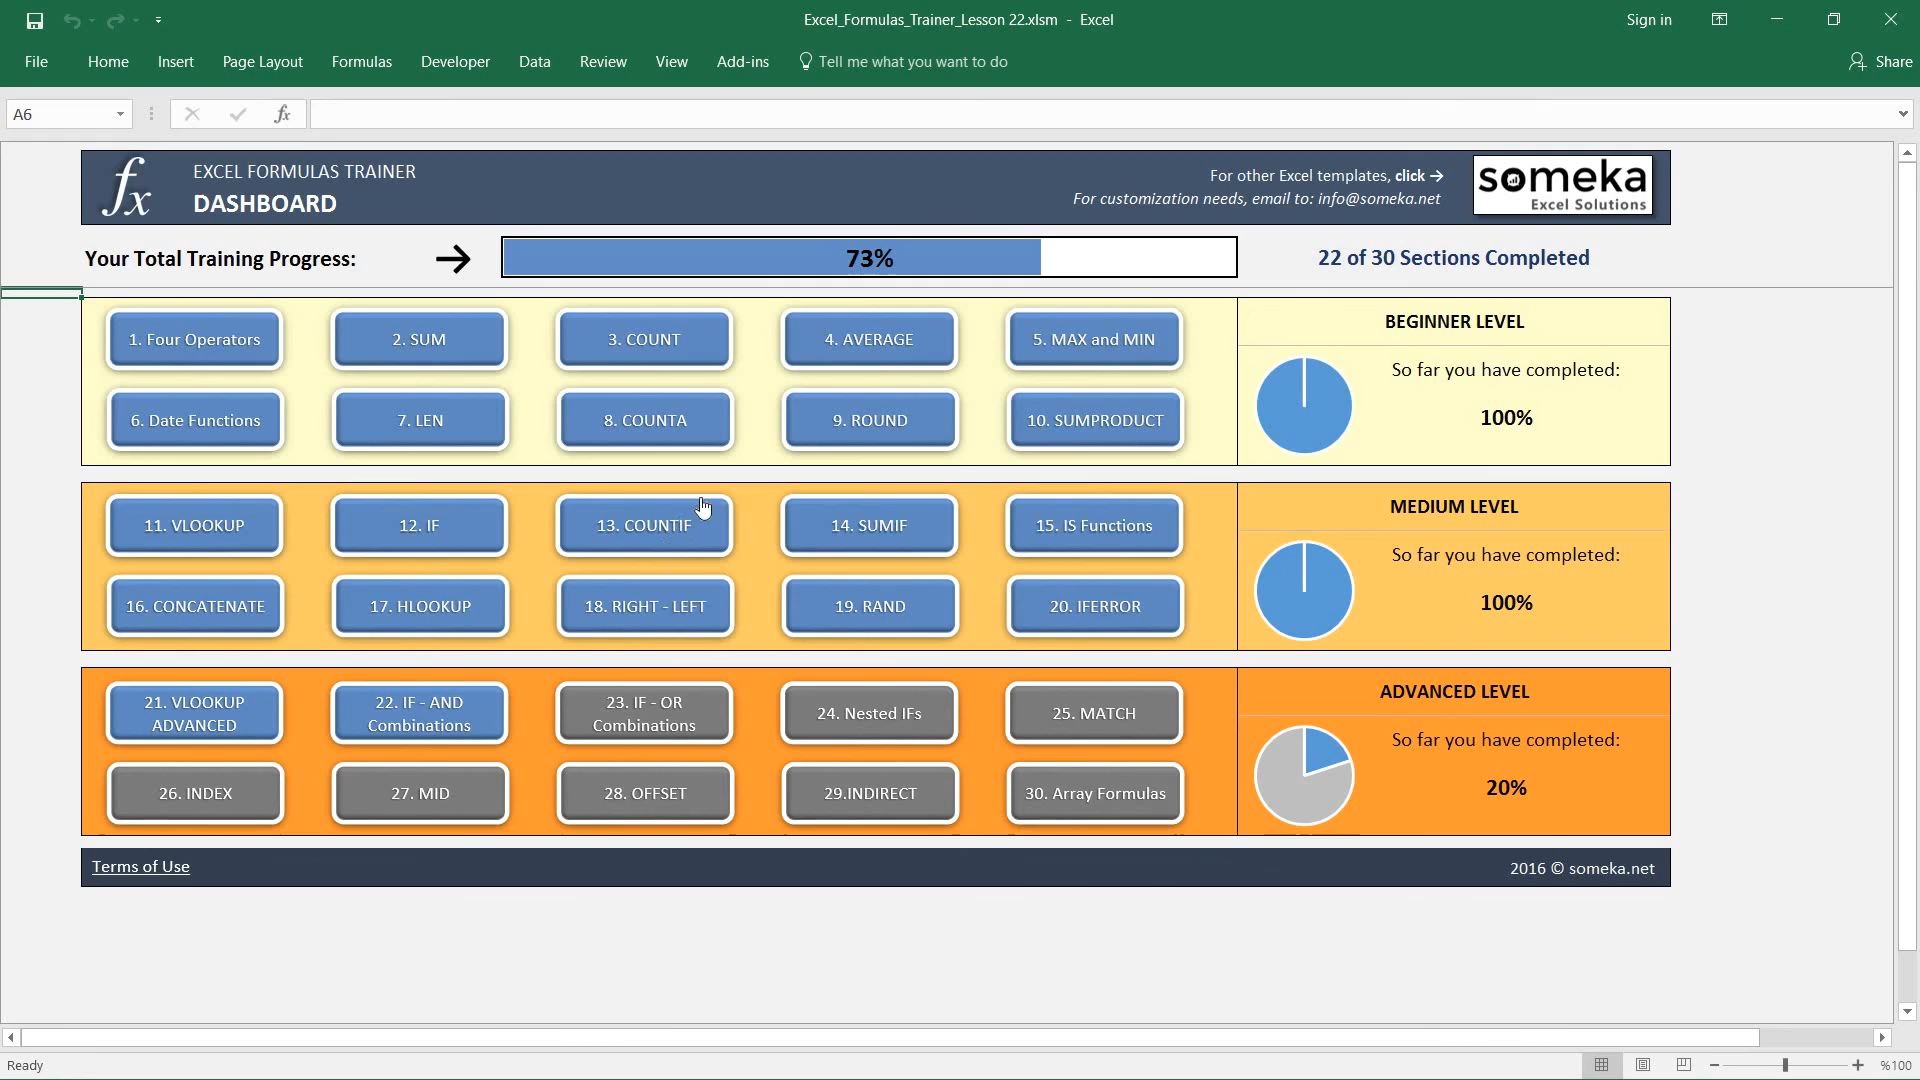 Excel_Formulas_Trainer_Lesson 22.xlsm - Excel
Sign in
File Home Insert Page Layout Formulas Developer Data Review View Add-ins Tell me what you want to do Share
A6 fx
fx
EXCEL FORMULAS TRAINER
DASHBOARD
For other Excel templates, click →
For customization needs, email to: info@someka.net
someka
Excel Solutions
Your Total Training Progress: → 73% 22 of 30 Sections Completed
1. Four Operators 2. SUM 3. COUNT 4. AVERAGE 5. MAX and MIN
6. Date Functions 7. LEN 8. COUNTA 9. ROUND 10. SUMPRODUCT
BEGINNER LEVEL
So far you have completed:
100%
11. VLOOKUP 12. IF 13. COUNTIF 14. SUMIF 15. IS Functions
16. CONCATENATE 17. HLOOKUP 18. RIGHT - LEFT 19. RAND 20. IFERROR
MEDIUM LEVEL
So far you have completed:
100%
21. VLOOKUP
ADVANCED
22. IF - AND
Combinations
23. IF - OR
Combinations
24. Nested IFs
25. MATCH
26. INDEX 27. MID 28. OFFSET 29.INDIRECT 30. Array Formulas
ADVANCED LEVEL
So far you have completed:
20%
Terms of Use 2016 © someka.net
Ready %100